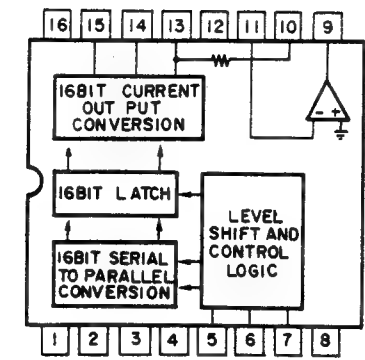 16 15 14 13 12 11 10 9
16BIT CURRENT
OUT PUT
CONVERSION
- +
16BIT LATCH
LEVEL
SHIFT AND
CONTROL
LOGIC
16BIT SERIAL
TO PARALLEL
CONVERSION
1 2 3 4 5 6 7 8